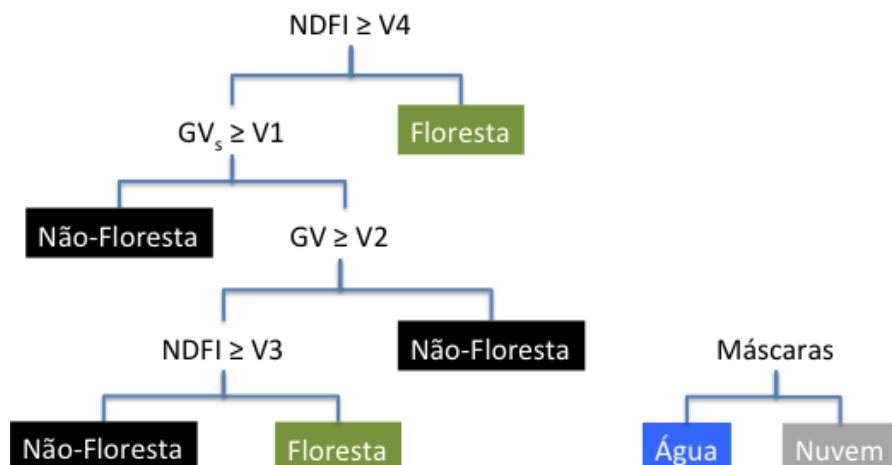 NDFI ≥ V4
GVs ≥ V1
Floresta
Não-Floresta
GV ≥ V2
NDFI ≥ V3
Não-Floresta
Máscaras
Não-Floresta
Floresta
Água
Nuvem